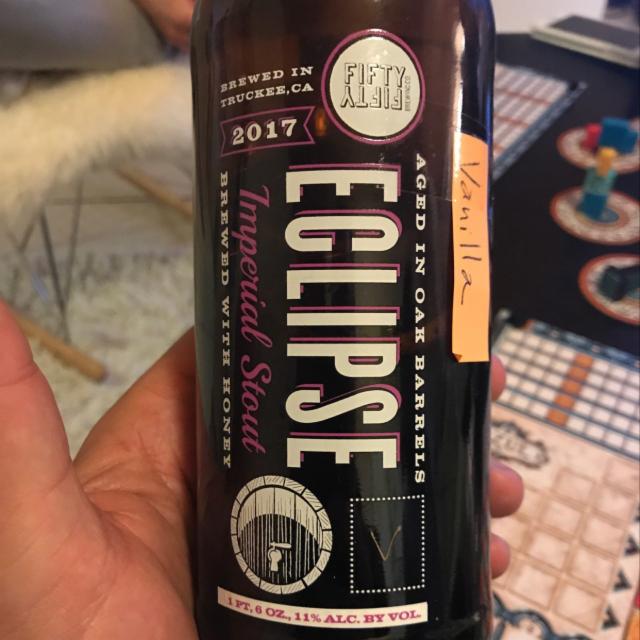 BREWED IN
TRUCKEE, CA
FIFTY
FIFTY
2017
AGED IN OAK BARRELS
ECLIPSE
Imperial Stout
BREWED WITH HONEY
Vanilla
V
1 PT, 6 OZ., 11% ALC. BY VOL.